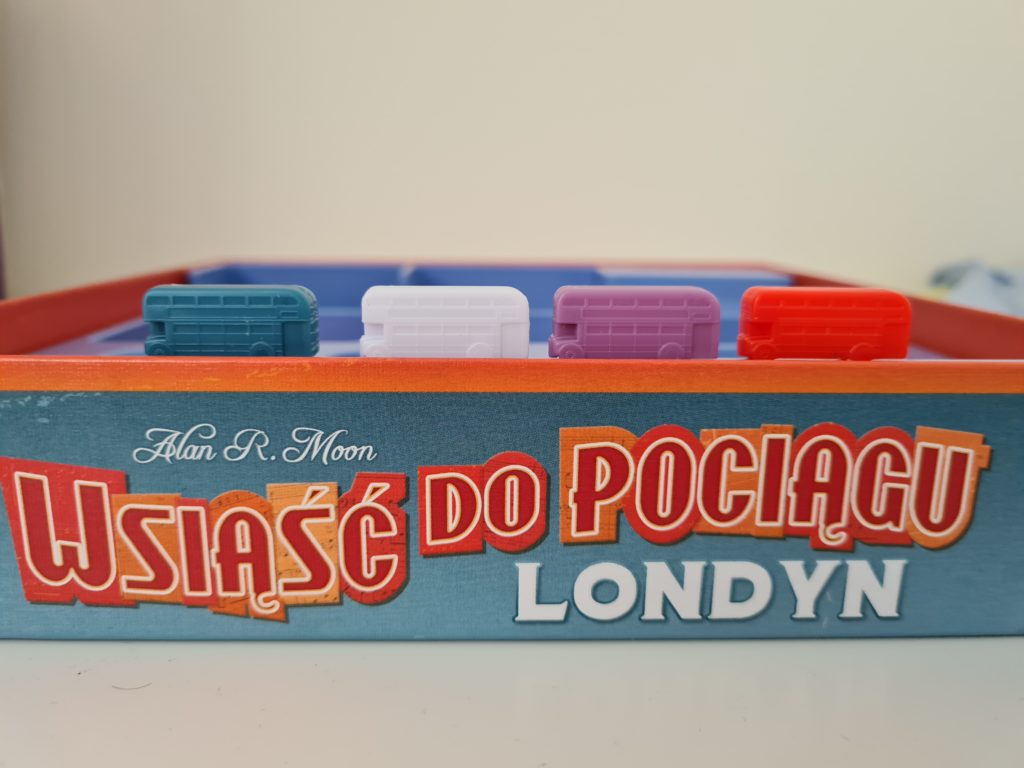 Alan R. Moon
WSIĄŚĆ DO POCIĄGU
LONDYN